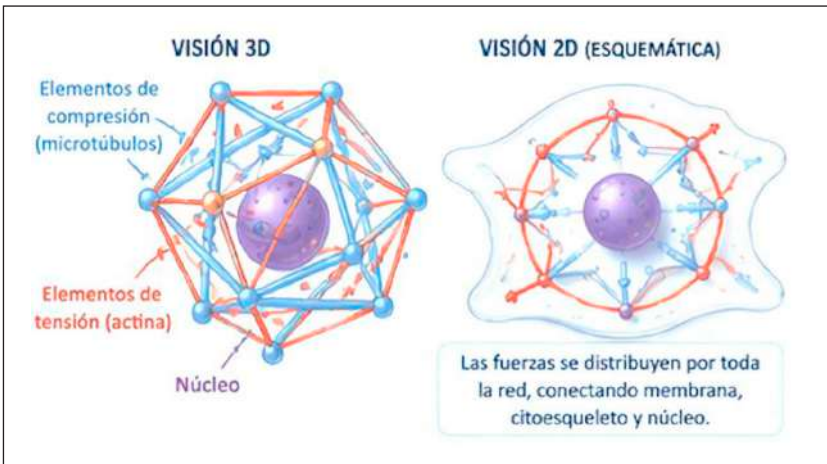 VISIÓN 3D
Elementos de
compresión
(microtúbulos)
Elementos de
tensión (actina)
Núcleo
VISIÓN 2D (ESQUEMÁTICA)
Las fuerzas se distribuyen por toda
la red, conectando membrana,
citoesqueleto y núcleo.